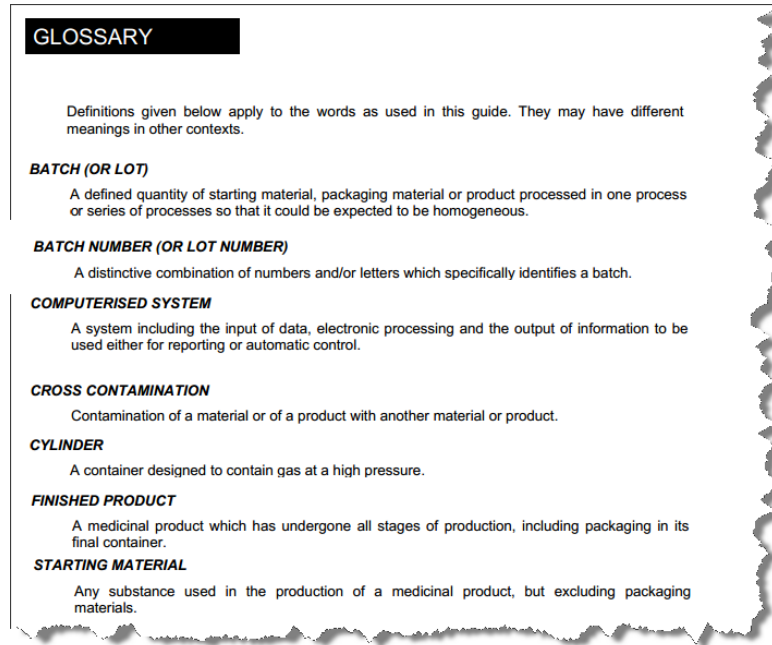 GLOSSARY
Definitions given below apply to the words as used in this guide. They may have different
meanings in other contexts.
BATCH (OR LOT)
A defined quantity of starting material, packaging material or product processed in one process
or series of processes so that it could be expected to be homogeneous.
BATCH NUMBER (OR LOT NUMBER)
A distinctive combination of numbers and/or letters which specifically identifies a batch.
COMPUTERISED SYSTEM
A system including the input of data, electronic processing and the output of information to be
used either for reporting or automatic control.
CROSS CONTAMINATION
Contamination of a material or of a product with another material or product.
CYLINDER
A container designed to contain gas at a high pressure.
FINISHED PRODUCT
A medicinal product which has undergone all stages of production, including packaging in its
final container.
STARTING MATERIAL
Any substance used in the production of a medicinal product, but excluding packaging
materials.